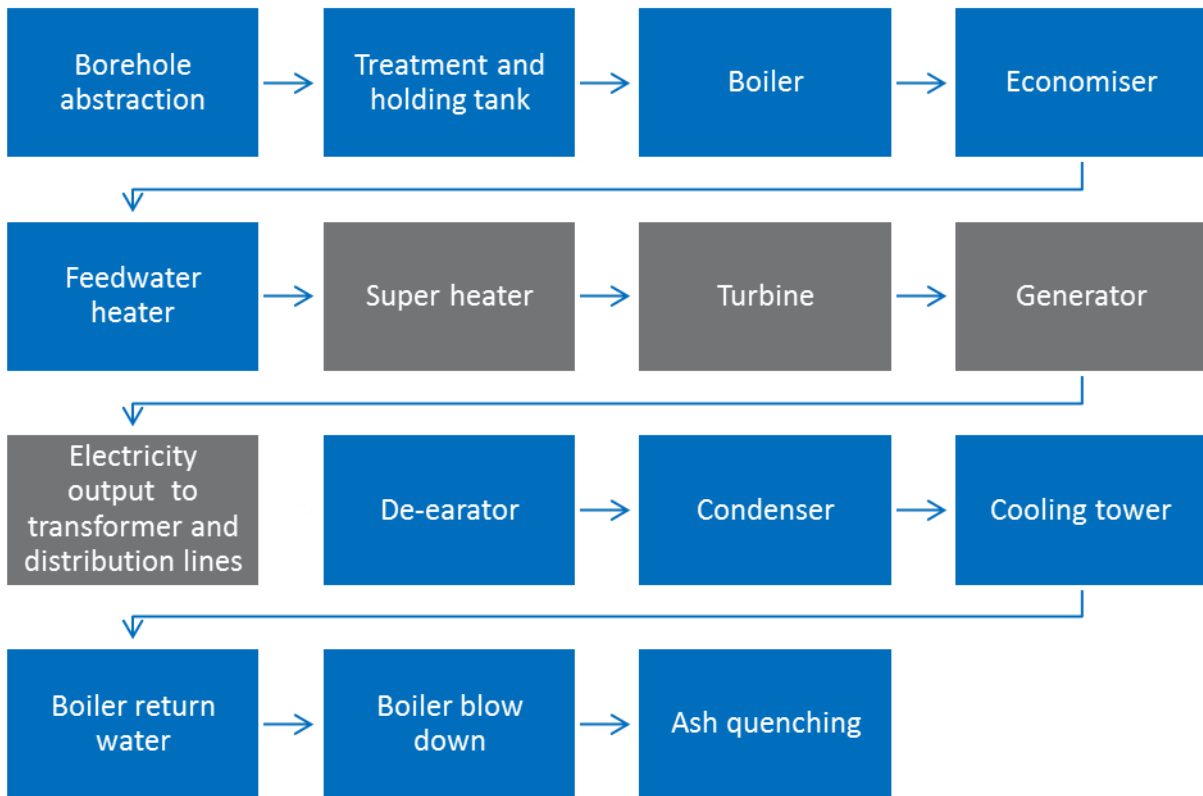 Borehole
abstraction
Treatment and
holding tank
Boiler
Economiser
Feedwater
heater
Super heater
Turbine
Generator
Electricity
output to
transformer and
distribution lines
De-earator
Condenser
Cooling tower
Boiler return
water
Boiler blow
down
Ash quenching